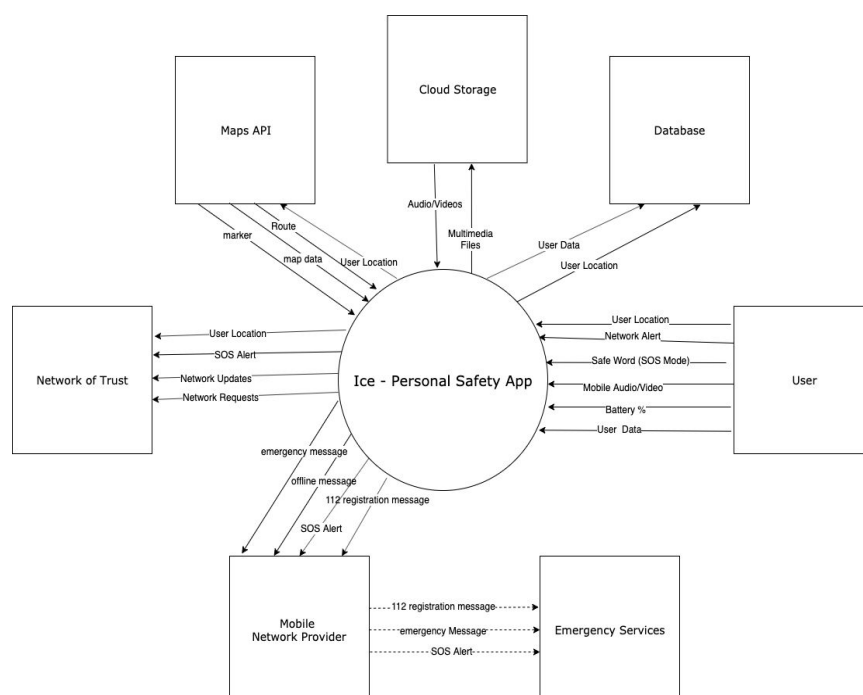 Cloud Storage
Maps API
Database
Audio/Videos
Multimedia
Files
Route
marker
map data
User Location
User Data
User Location
User Location
SOS Alert
Network Updates
Network Requests
Network of Trust
Ice - Personal Safety App
User Location
Network Alert
Safe Word (SOS Mode)
Mobile Audio/Video
Battery %
User Data
User
emergency message
offline message
112 registration message
SOS Alert
Mobile
Network Provider
112 registration message
emergency Message
SOS Alert
Emergency Services